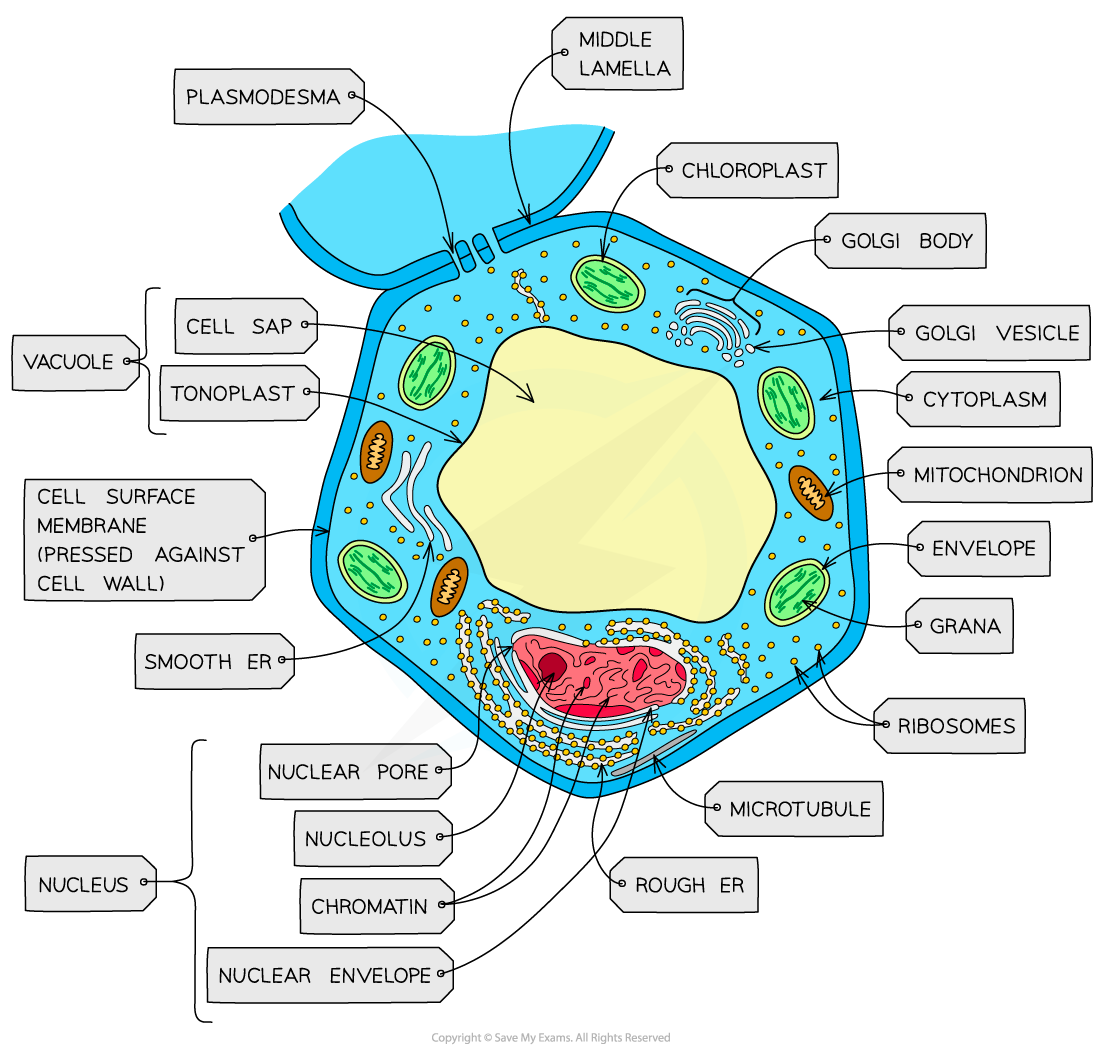 MIDDLE
LAMELLA
PLASMODESMA
CHLOROPLAST
GOLGI BODY
CELL SAP
GOLGI VESICLE
VACUOLE
TONOPLAST
CYTOPLASM
MITOCHONDRION
CELL SURFACE
MEMBRANE
(PRESSED AGAINST
CELL WALL)
ENVELOPE
GRANA
SMOOTH ER
RIBOSOMES
NUCLEAR PORE
MICROTUBULE
NUCLEOLUS
NUCLEUS
ROUGH ER
CHROMATIN
NUCLEAR ENVELOPE
Copyright © Save My Exams. All Rights Reserved